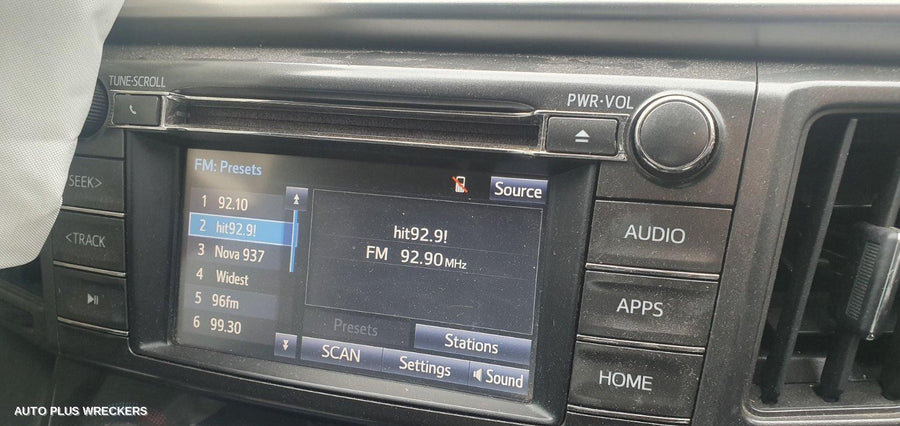 TUNE·SCROLL
PWR·VOL
SEEK>
<TRACK
FM: Presets
Source
1 92.10
2 hit92.9!
3 Nova 937
4 Widest
5 96fm
6 99.30
hit92.9!
FM 92.90 MHz
Presets
Stations
SCAN
Settings
Sound
AUDIO
APPS
HOME
AUTO PLUS WRECKERS